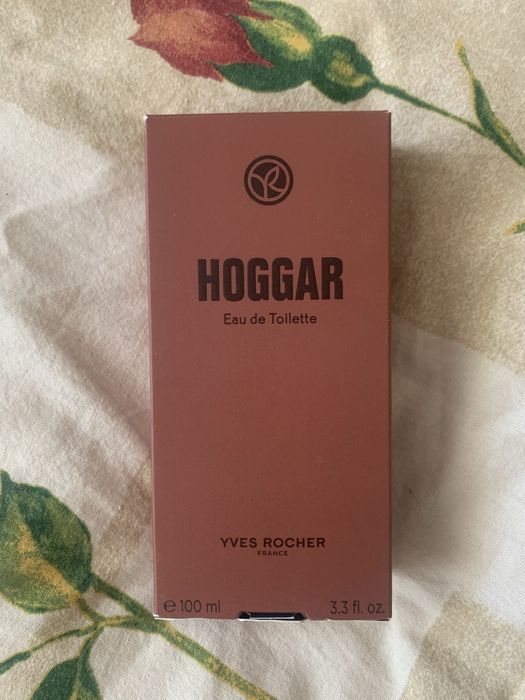 HOGGAR
Eau de Toilette
YVES ROCHER
FRANCE
℮ 100 ml 3.3 fl. oz.